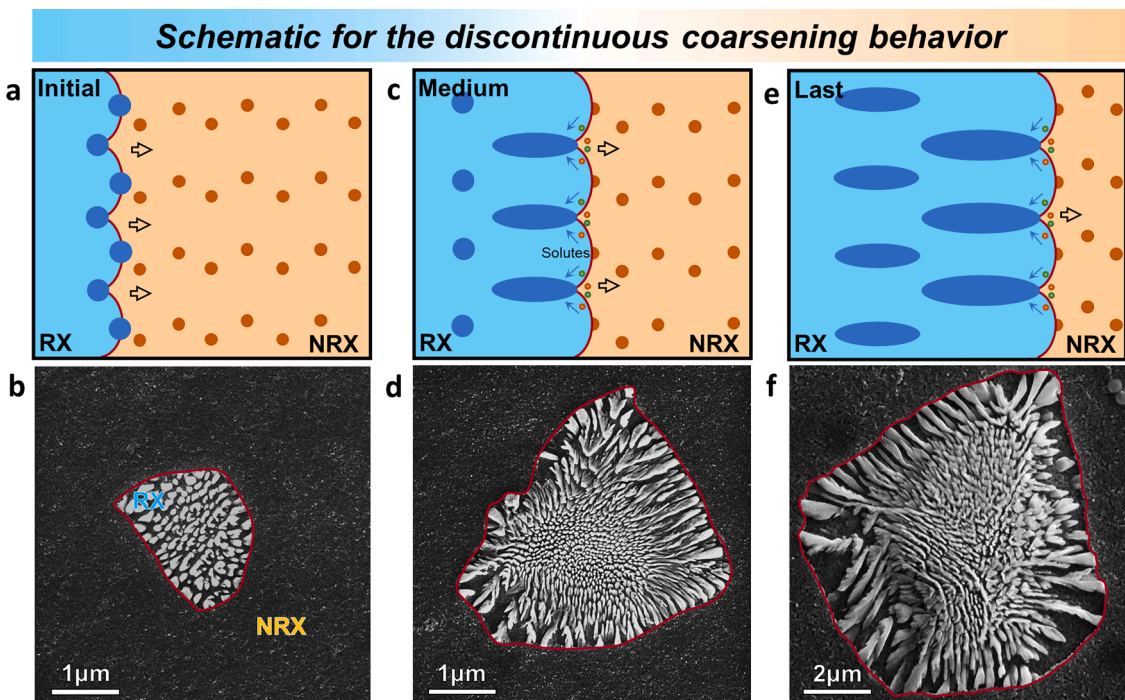 Schematic for the discontinuous coarsening behavior
a
Initial
RX
NRX
c
Medium
Solutes
RX
NRX
e
Last
RX
NRX
b
RX
NRX
1μm
d
1μm
f
2μm